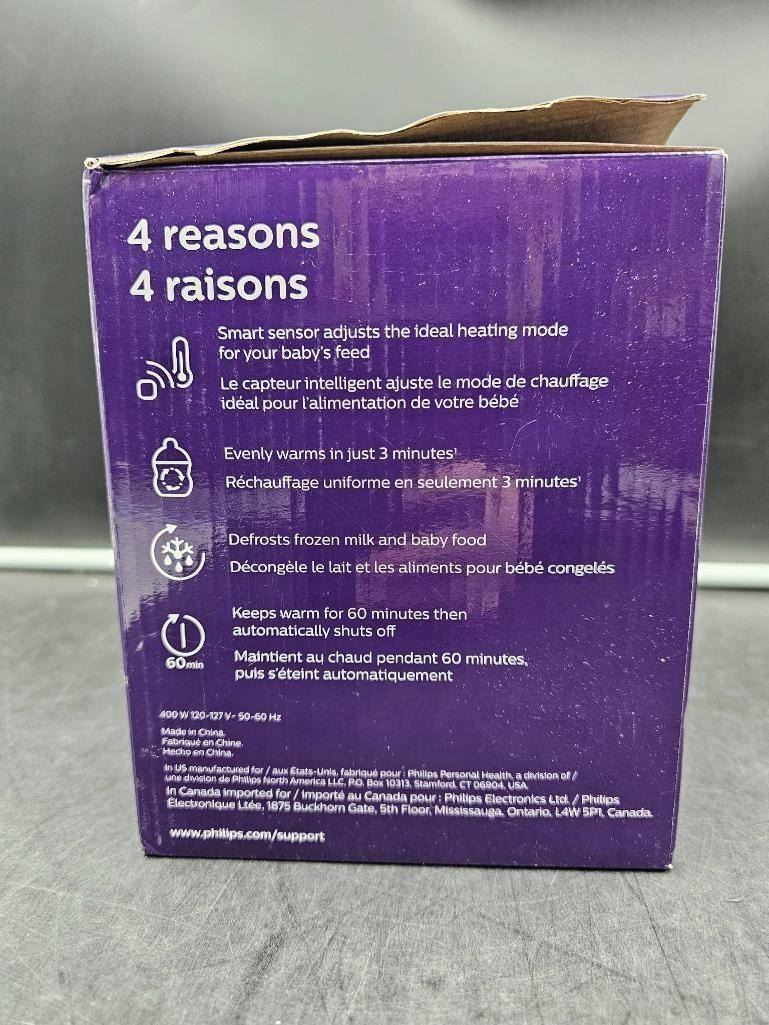 4 reasons
4 raisons
Smart sensor adjusts the ideal heating mode
for your baby's feed
Le capteur intelligent ajuste le mode de chauffage
idéal pour l'alimentation de votre bébé
Evenly warms in just 3 minutes¹
Réchauffage uniforme en seulement 3 minutes¹
Defrosts frozen milk and baby food
Décongèle le lait et les aliments pour bébé congelés
Keeps warm for 60 minutes then
automatically shuts off
60min
Maintient au chaud pendant 60 minutes,
puis s'éteint automatiquement
400 W 120-127 V~ 50-60 Hz
Made in China.
Fabriqué en Chine.
Hecho en China.
In US manufactured for / aux États-Unis, fabriqué pour : Philips Personal Health, a division of /
une division de Philips North America LLC, P.O. Box 10313, Stamford, CT 06904, USA
In Canada imported for / Importé au Canada pour : Philips Electronics Ltd. / Philips
Électronique Ltée, 1875 Buckhorn Gate, 5th Floor, Mississauga, Ontario, L4W 5P1, Canada.
www.philips.com/support